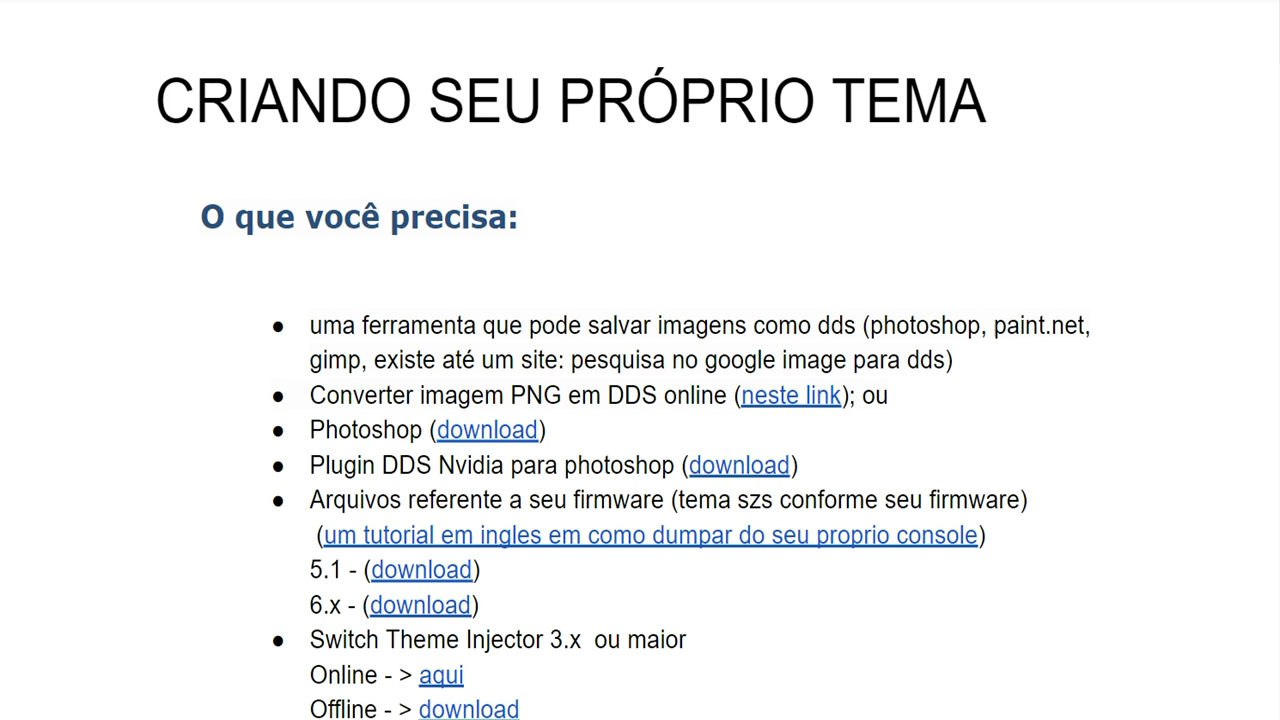 CRIANDO SEU PRÓPRIO TEMA
O que você precisa:
● uma ferramenta que pode salvar imagens como dds (photoshop, paint.net,
gimp, existe até um site: pesquisa no google image para dds)
● Converter imagem PNG em DDS online (neste link); ou
● Photoshop (download)
● Plugin DDS Nvidia para photoshop (download)
● Arquivos referente a seu firmware (tema szs conforme seu firmware)
(um tutorial em ingles em como dumpar do seu proprio console)
5.1 - (download)
6.x - (download)
● Switch Theme Injector 3.x  ou maior
Online - > aqui
Offline - > download